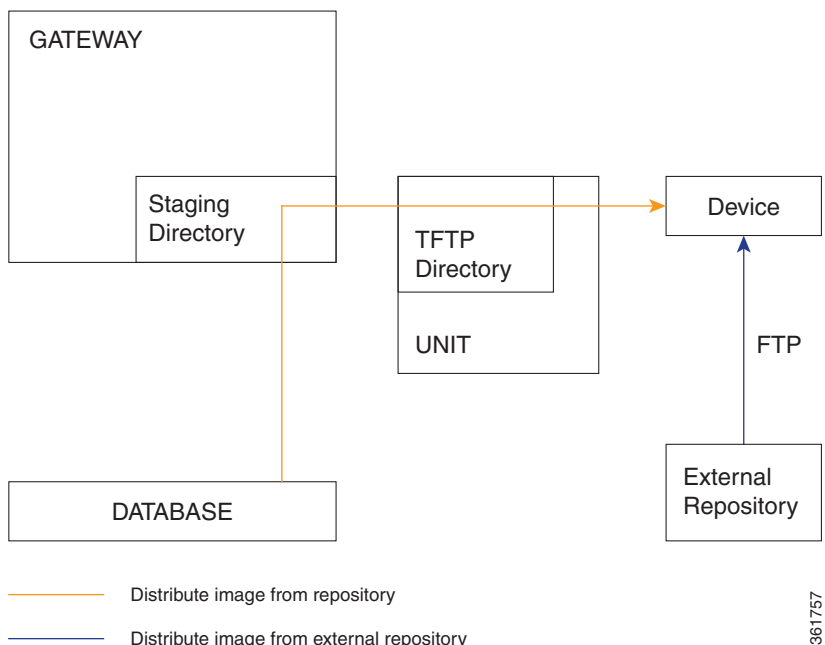 GATEWAY
Staging
Directory
TFTP
Directory
UNIT
Device
FTP
External
Repository
DATABASE
Distribute image from repository
Distribute image from external repository
361757